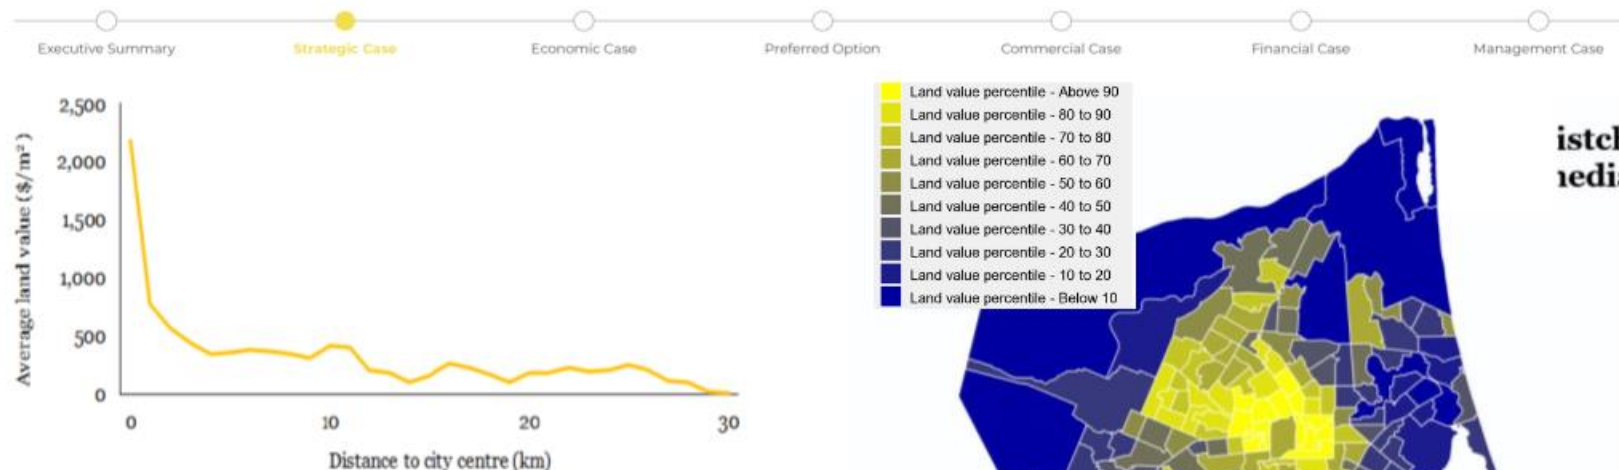 Executive Summary
Strategic Case
Economic Case
Preferred Option
Commercial Case
Financial Case
Management Case
Average land value ($/m²)
2,500
2,000
1,500
1,000
500
0
0
10
20
30
Distance to city centre (km)
Land value percentile - Above 90
Land value percentile - 80 to 90
Land value percentile - 70 to 80
Land value percentile - 60 to 70
Land value percentile - 50 to 60
Land value percentile - 40 to 50
Land value percentile - 30 to 40
Land value percentile - 20 to 30
Land value percentile - 10 to 20
Land value percentile - Below 10